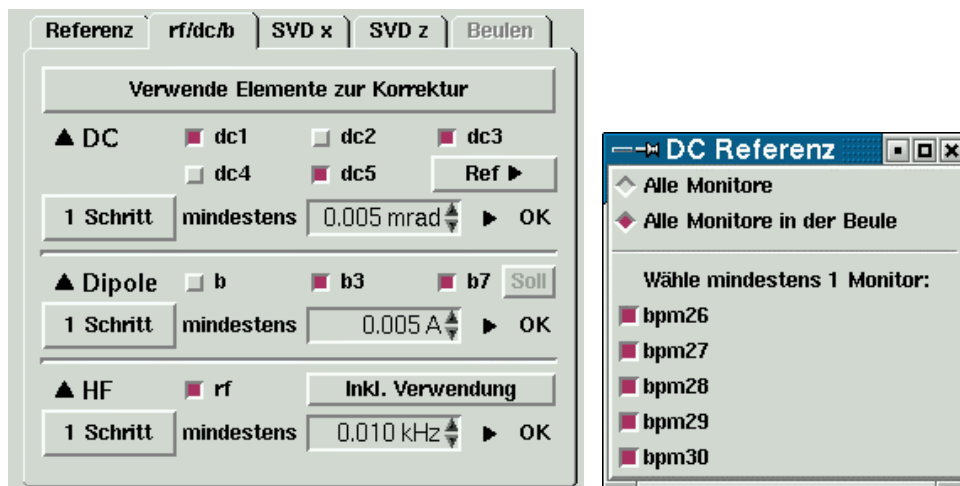 Referenz rf/dc/b SVD x SVD z Beulen
Verwende Elemente zur Korrektur
DC dc1 dc2 dc3
dc4 dc5 Ref
1 Schritt mindestens 0.005 mrad OK
Dipole b b3 b7 Soll
1 Schritt mindestens 0.005 A OK
HF rf Inkl. Verwendung
1 Schritt mindestens 0.010 kHz OK
DC Referenz
Alle Monitore
Alle Monitore in der Beule
Wähle mindestens 1 Monitor:
bpm26
bpm27
bpm28
bpm29
bpm30